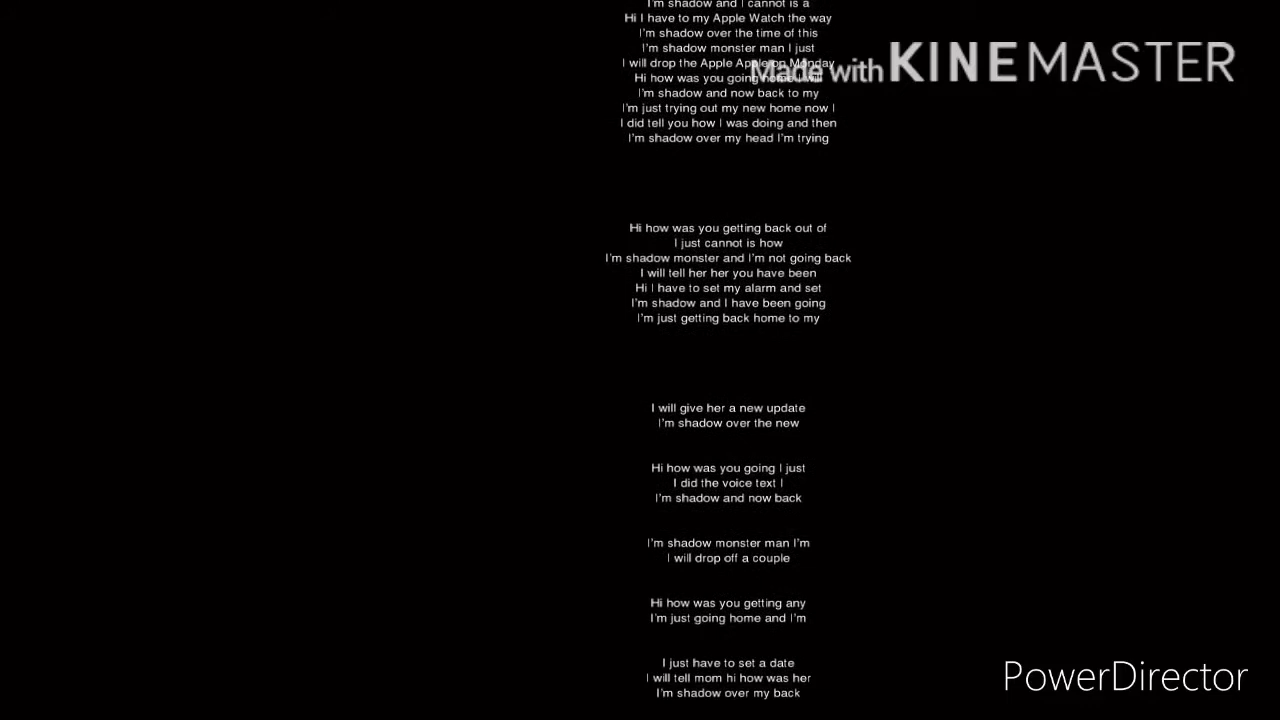 I'm shadow and I cannot is a
Hi I have to my Apple Watch the way
I'm shadow over the time of this
I'm shadow monster man I just
I will drop the Apple Apple on Monday
Made with KINEMASTER
Hi how was you going home I will
I'm shadow and now back to my
I'm just trying out my new home now I
I did tell you how I was doing and then
I'm shadow over my head I'm trying
Hi how was you getting back out of
I just cannot is how
I'm shadow monster and I'm not going back
I will tell her her you have been
Hi I have to set my alarm and set
I'm shadow and I have been going
I'm just getting back home to my
I will give her a new update
I'm shadow over the new
Hi how was you going I just
I did the voice text I
I'm shadow and now back
I'm shadow monster man I'm
I will drop off a couple
Hi how was you getting any
I'm just going home and I'm
I just have to set a date
I will tell mom hi how was her
I'm shadow over my back
PowerDirector